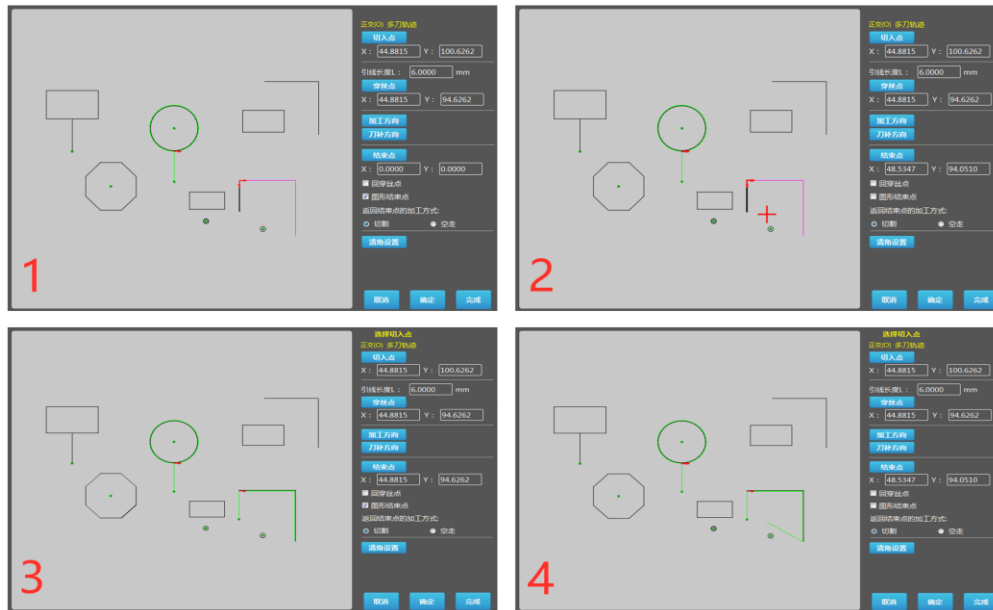 正交(O) 多刀轨迹
切入点
X： 44.8815 Y： 100.6262
引线长度L： 6.0000 mm
穿丝点
X： 44.8815 Y： 94.6262
加工方向
刀补方向
结束点
X： 0.0000 Y： 0.0000
回穿丝点
图形结束点
返回结束点的加工方式:
切割 空走
清角设置
取消 确定 完成
1
正交(O) 多刀轨迹
切入点
X： 44.8815 Y： 100.6262
引线长度L： 6.0000 mm
穿丝点
X： 44.8815 Y： 94.6262
加工方向
刀补方向
结束点
X： 48.5347 Y： 94.0510
回穿丝点
图形结束点
返回结束点的加工方式:
切割 空走
清角设置
取消 确定 完成
2
选择切入点
正交(O) 多刀轨迹
切入点
X： 44.8815 Y： 100.6262
引线长度L： 6.0000 mm
穿丝点
X： 44.8815 Y： 94.6262
加工方向
刀补方向
结束点
X： 44.8815 Y： 94.6262
回穿丝点
图形结束点
返回结束点的加工方式:
切割 空走
清角设置
取消 确定 完成
3
选择切入点
正交(O) 多刀轨迹
切入点
X： 44.8815 Y： 100.6262
引线长度L： 6.0000 mm
穿丝点
X： 44.8815 Y： 94.6262
加工方向
刀补方向
结束点
X： 48.5347 Y： 94.0510
回穿丝点
图形结束点
返回结束点的加工方式:
切割 空走
清角设置
取消 确定 完成
4